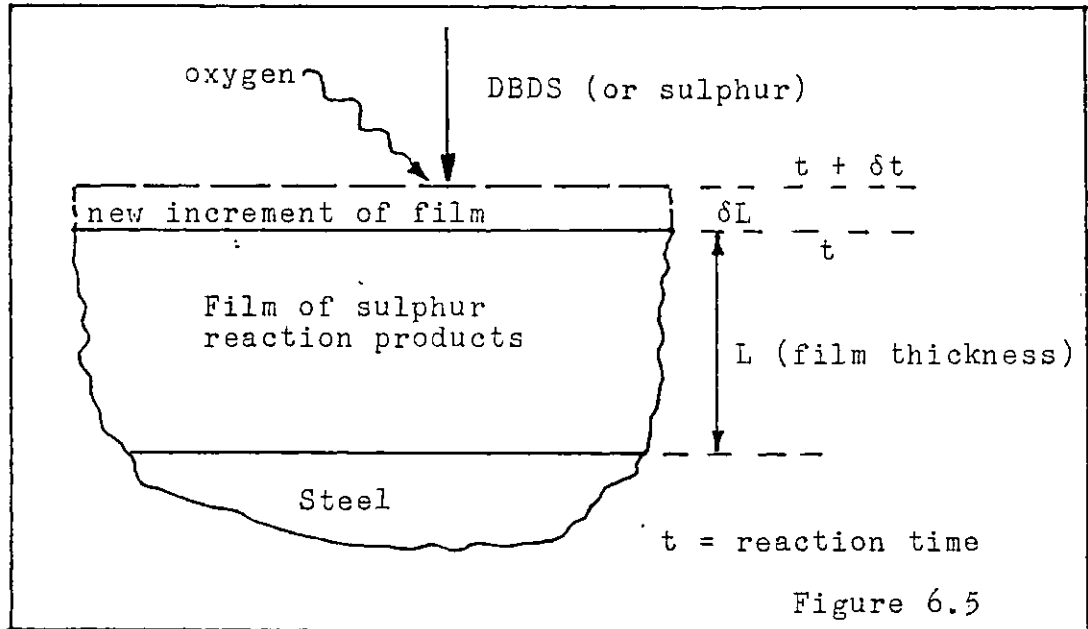 oxygen
DBDS (or sulphur)
t + δt
new increment of film
δL
t
Film of sulphur
reaction products
L (film thickness)
Steel
t = reaction time
Figure 6.5